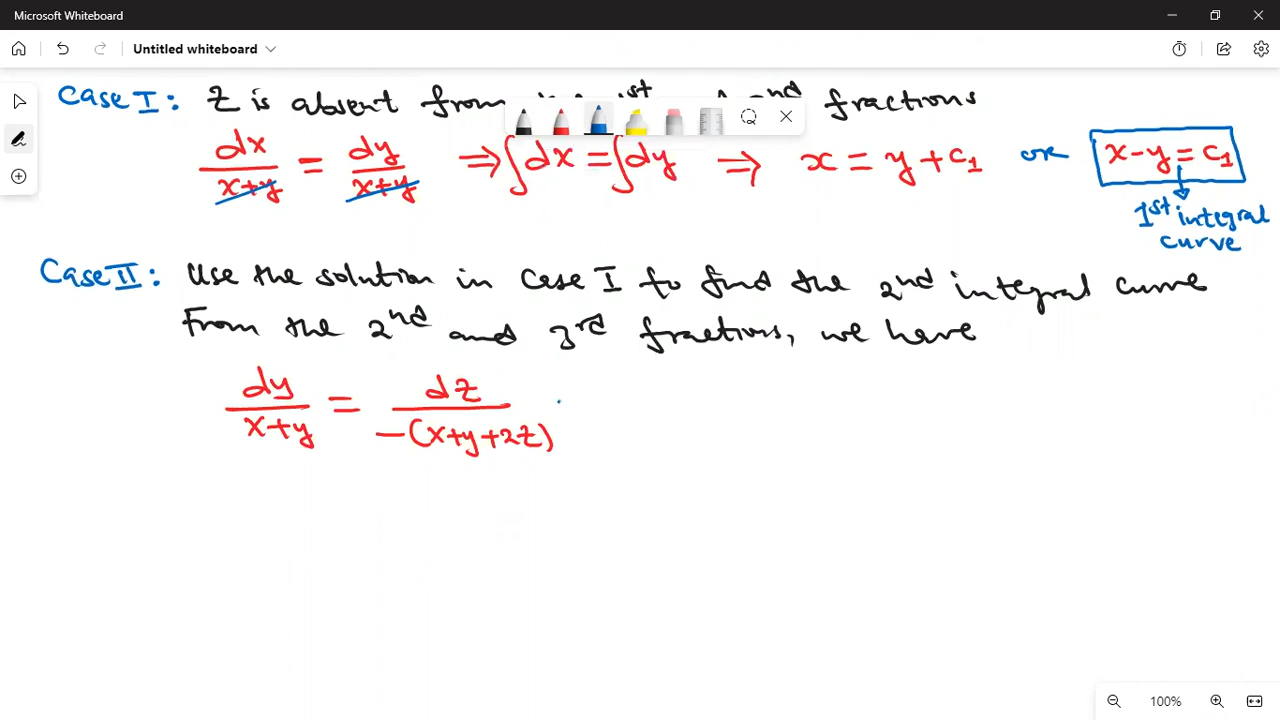 Microsoft Whiteboard
Untitled whiteboard
Case I: Z is absent from 1st 2nd fractions
dx/(x+y) = dy/(x+y) ⇒ ∫dx = ∫dy ⇒ x = y + c₁ or x-y = c₁
1st integral
curve
Case II: Use the solution in Case I to find the 2nd integral curve
From the 2nd and 3rd fractions, we have
dy/(x+y) = dz/-(x+y+2z)
100%